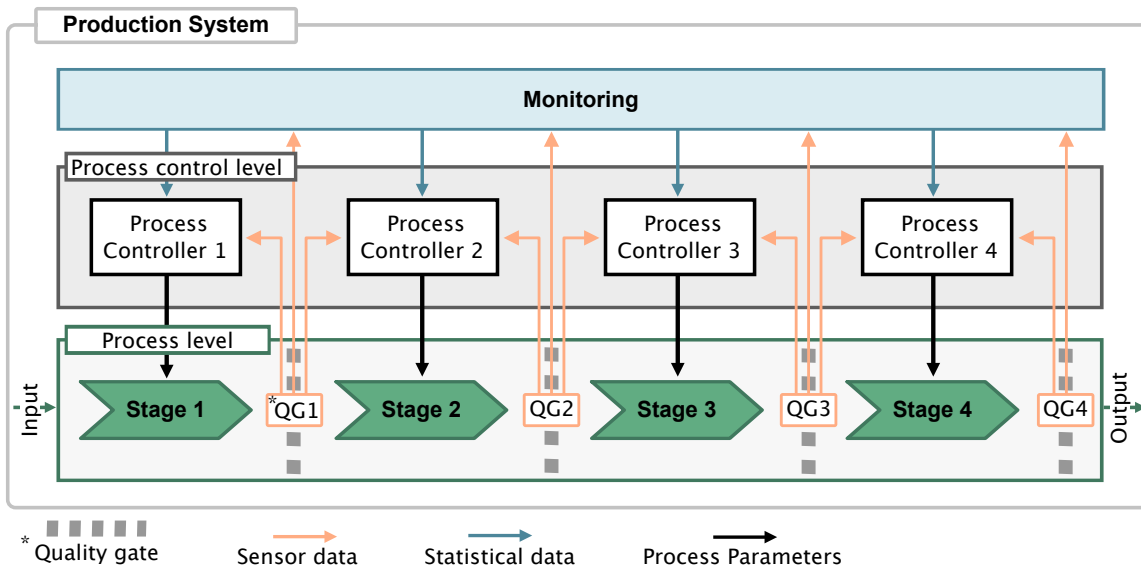 Production System
Monitoring
Process control level
Process
Controller 1
Process
Controller 2
Process
Controller 3
Process
Controller 4
Process level
Input
Stage 1
*QG1
Stage 2
QG2
Stage 3
QG3
Stage 4
QG4
Output
* Quality gate
Sensor data
Statistical data
Process Parameters